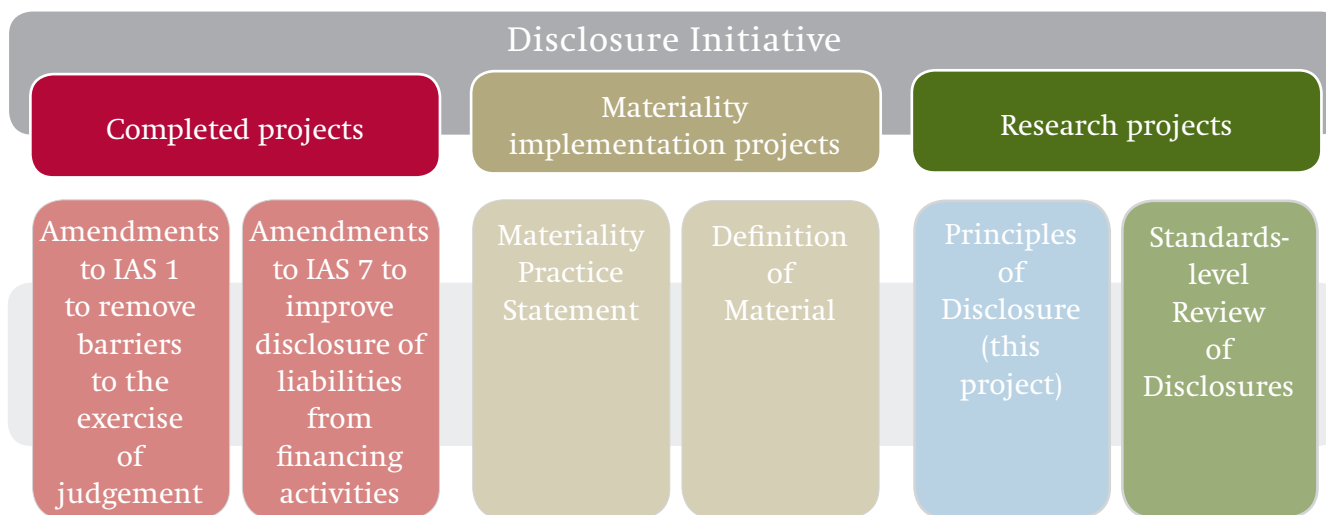 Disclosure Initiative
Completed projects
Materiality
implementation projects
Research projects
Amendments
to IAS 1
to remove
barriers
to the
exercise
of
judgement
Amendments
to IAS 7 to
improve
disclosure of
liabilities
from
financing
activities
Materiality
Practice
Statement
Definition
of
Material
Principles
of
Disclosure
(this
project)
Standards-
level
Review
of
Disclosures